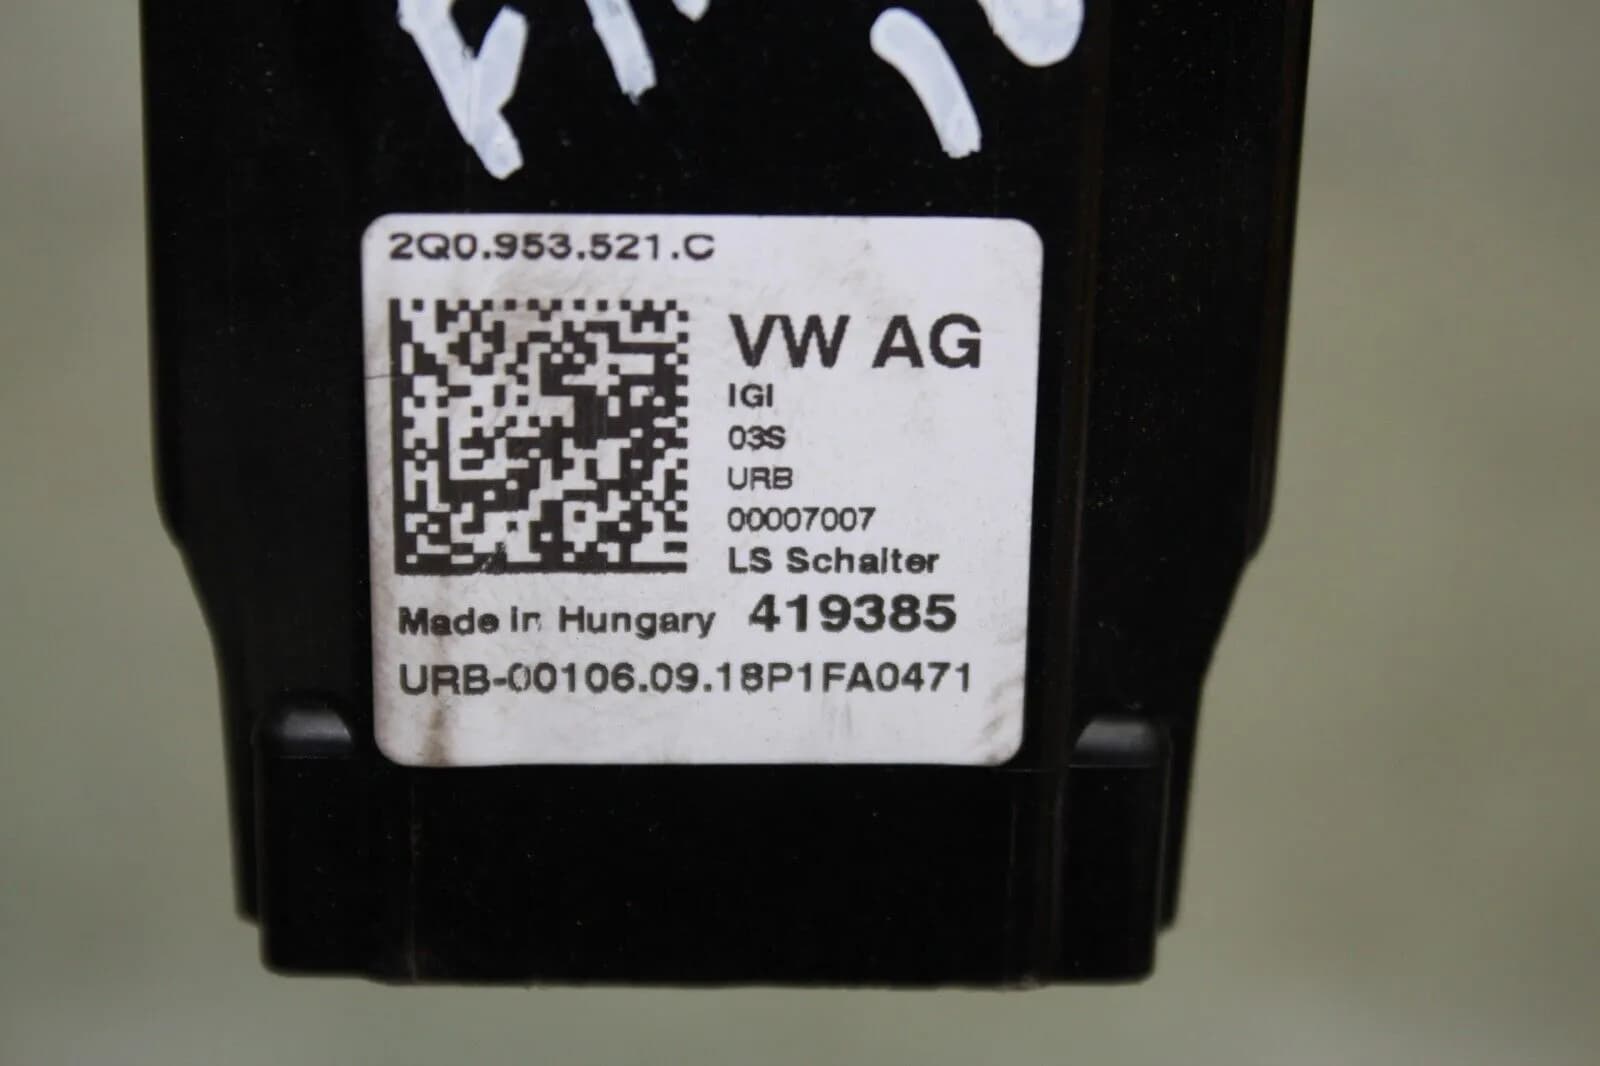 2Q0.953.521.C
VW AG
IGI
03S
URB
00007007
LS Schalter
Made in Hungary 419385
URB-00106.09.18P1FA0471